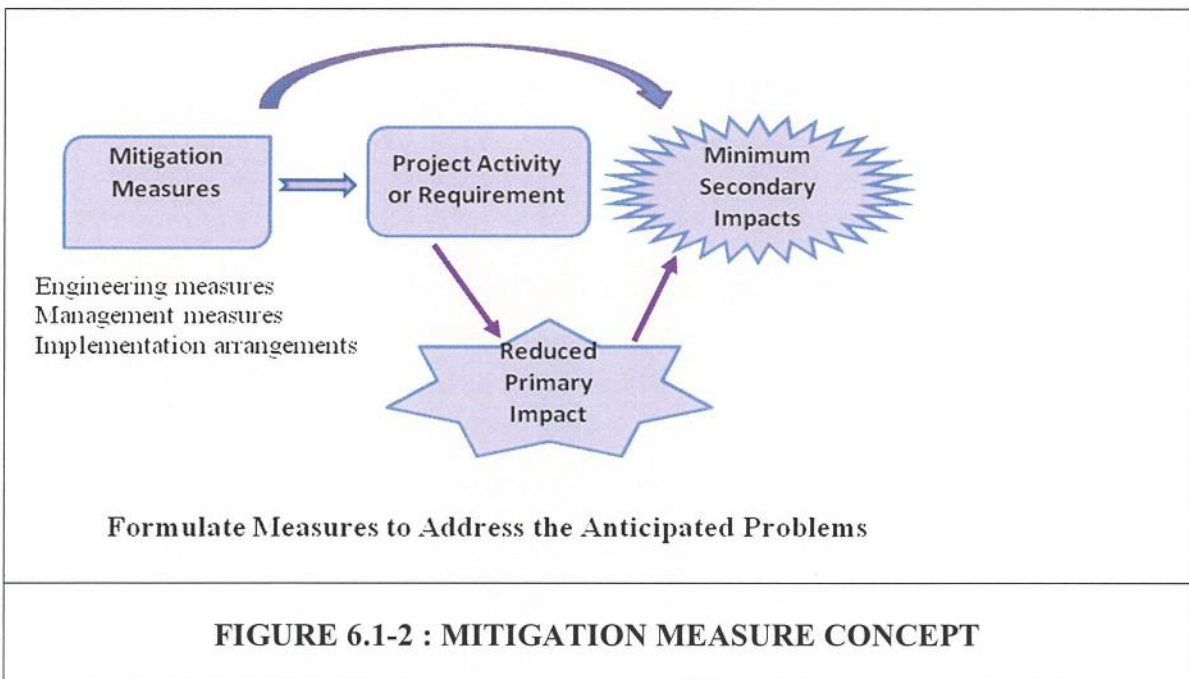 Mitigation
Measures
Project Activity
or Requirement
Minimum
Secondary
Impacts
Engineering measures
Management measures
Implementation arrangements
Reduced
Primary
Impact
Formulate Measures to Address the Anticipated Problems
FIGURE 6.1-2 : MITIGATION MEASURE CONCEPT